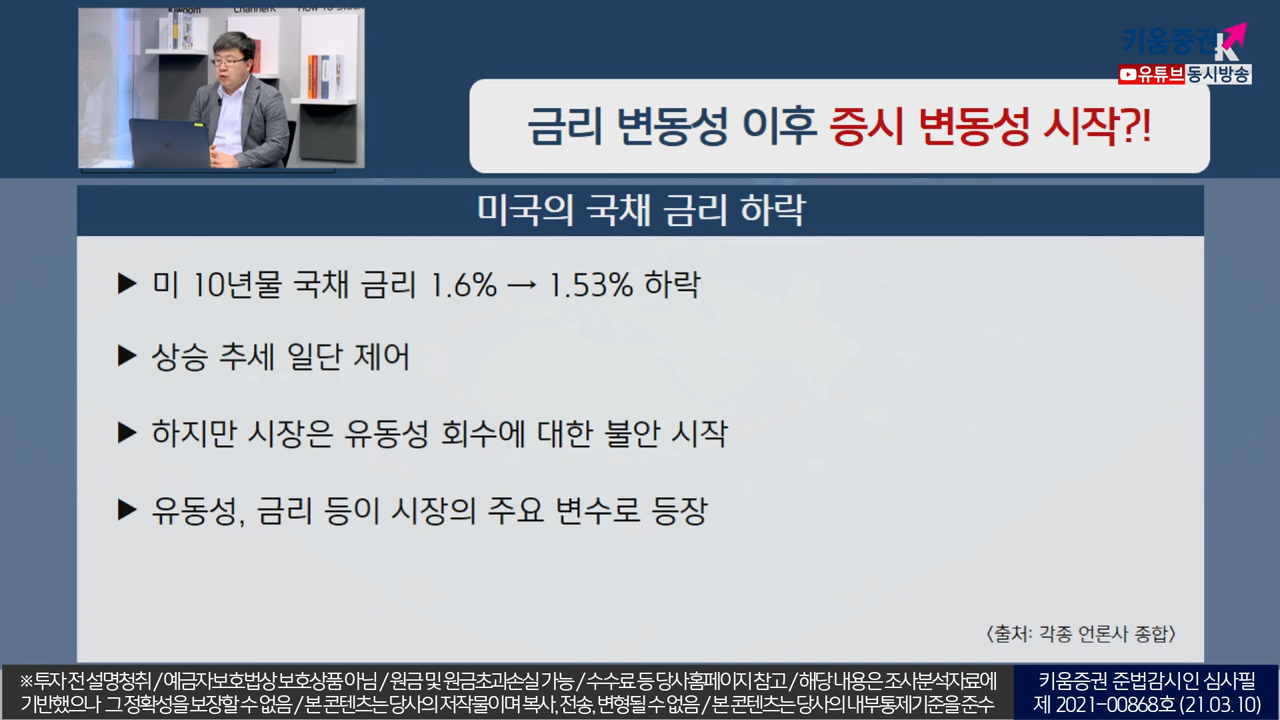 Kiwoom
ChannelK
How To Stock
키움증권 K
유튜브동시방송
금리 변동성 이후 증시 변동성 시작?!
미국의 국채 금리 하락
▶ 미 10년물 국채 금리 1.6% → 1.53% 하락
▶ 상승 추세 일단 제어
▶ 하지만 시장은 유동성 회수에 대한 불안 시작
▶ 유동성, 금리 등이 시장의 주요 변수로 등장
〈출처: 각종 언론사 종합〉
※ 투자 전 설명청취 / 예금자보호법상 보호상품 아님 / 원금 및 원금초과손실 가능 / 수수료 등 당사홈페이지 참고 / 해당 내용은 조사분석자료에
기반했으나 그 정확성을 보장할 수 없음 / 본 콘텐츠는 당사의 저작물이며 복사, 전송, 변형될 수 없음 / 본 콘텐츠는 당사의 내부통제기준을 준수
키움증권 준법감시인 심사필
제 2021-00868호 (21.03.10)